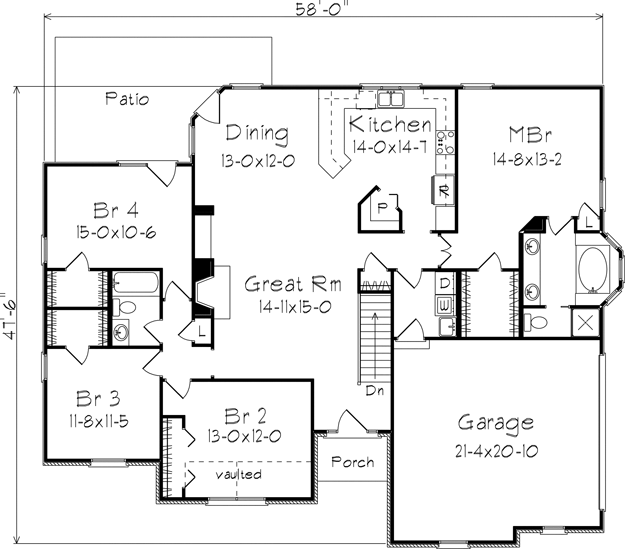 58'-0"
Patio
Dining
13-0x12-0
Kitchen
14-0x14-7
MBr
14-8x13-2
R
P
L
Br 4
15-0x10-6
Great Rm
14-11x15-0
D
W
47'-6"
L
Dn
Br 3
11-8x11-5
Br 2
13-0x12-0
vaulted
Porch
Garage
21-4x20-10